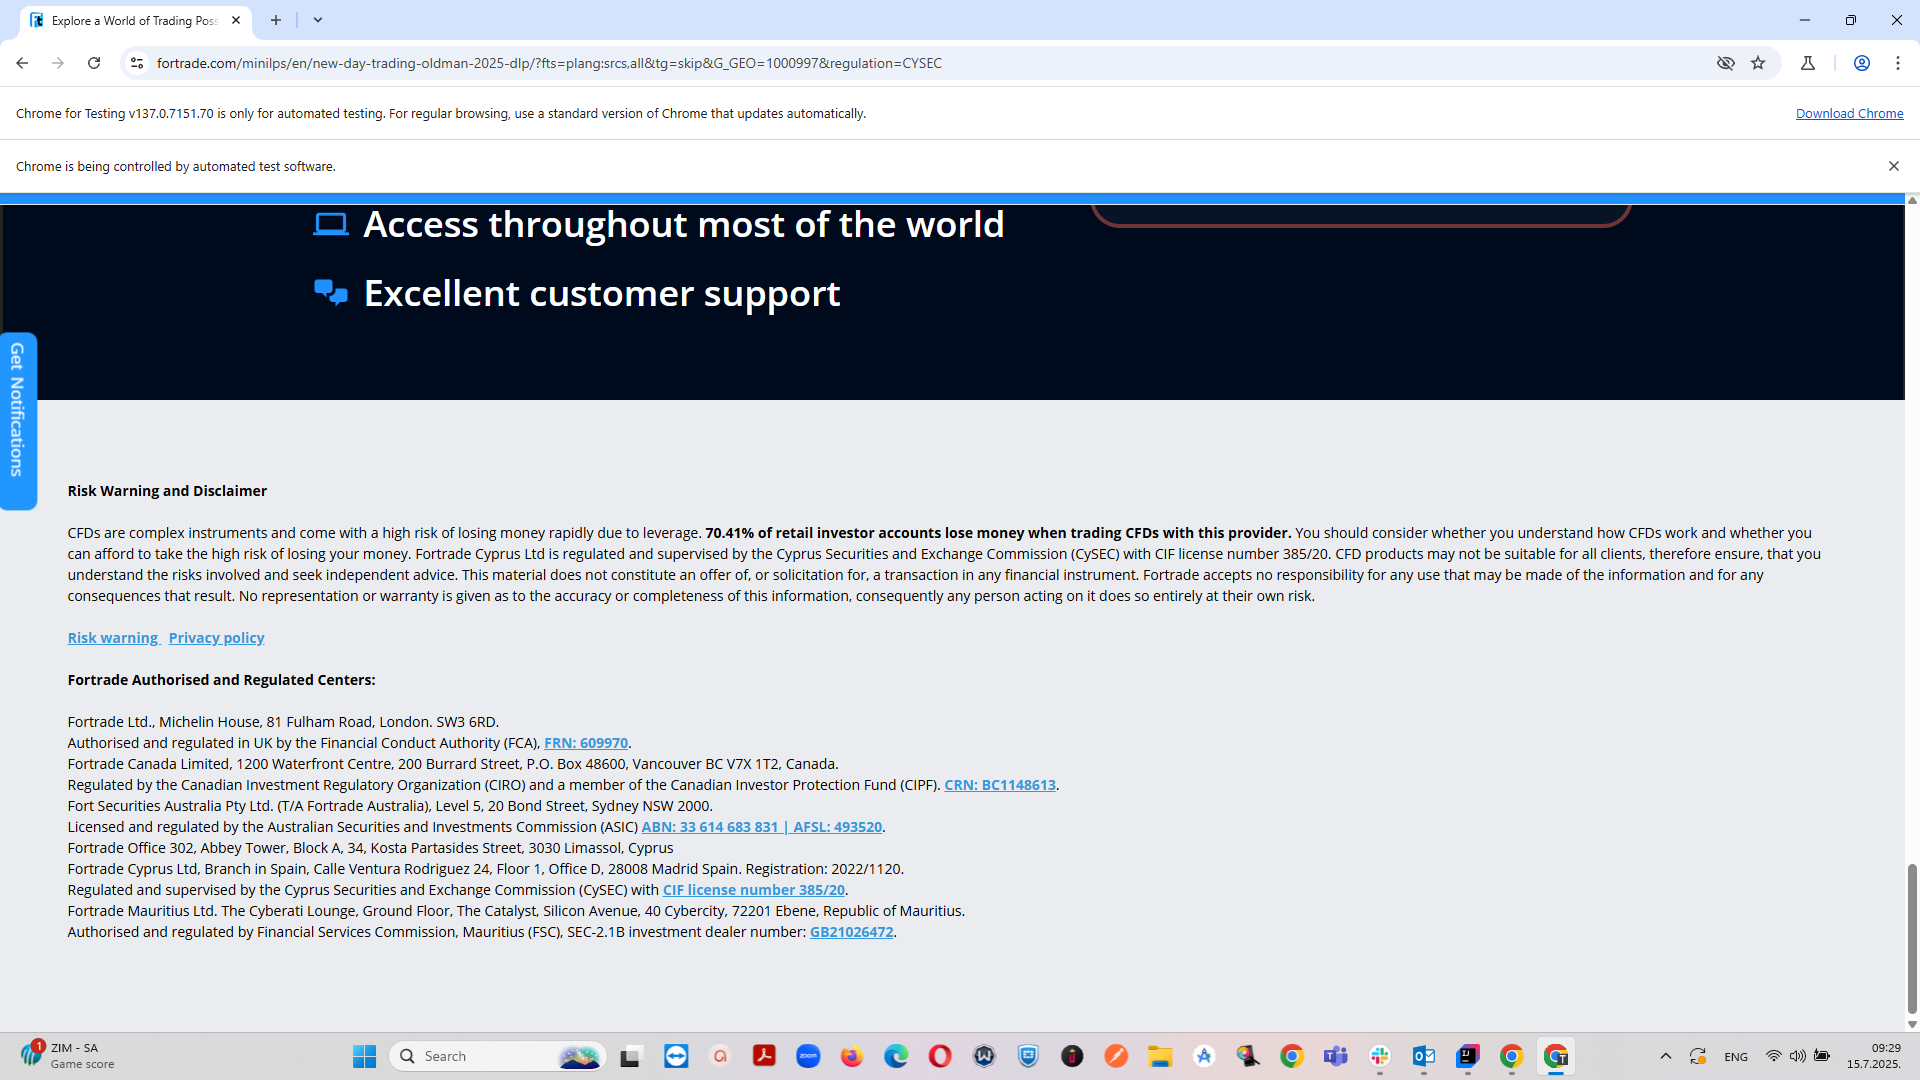 Explore a World of Trading Poss
fortrade.com/minilps/en/new-day-trading-oldman-2025-dlp/?fts=plang:srcs,all&tg=skip&G_GEO=1000997&regulation=CYSEC
Chrome for Testing v137.0.7151.70 is only for automated testing. For regular browsing, use a standard version of Chrome that updates automatically.
Download Chrome
Chrome is being controlled by automated test software.
Access throughout most of the world
Excellent customer support
Get Notifications
Risk Warning and Disclaimer
CFDs are complex instruments and come with a high risk of losing money rapidly due to leverage. 70.41% of retail investor accounts lose money when trading CFDs with this provider. You should consider whether you understand how CFDs work and whether you
can afford to take the high risk of losing your money. Fortrade Cyprus Ltd is regulated and supervised by the Cyprus Securities and Exchange Commission (CySEC) with CIF license number 385/20. CFD products may not be suitable for all clients, therefore ensure, that you
understand the risks involved and seek independent advice. This material does not constitute an offer of, or solicitation for, a transaction in any financial instrument. Fortrade accepts no responsibility for any use that may be made of the information and for any
consequences that result. No representation or warranty is given as to the accuracy or completeness of this information, consequently any person acting on it does so entirely at their own risk.
Risk warning Privacy policy
Fortrade Authorised and Regulated Centers:
Fortrade Ltd., Michelin House, 81 Fulham Road, London. SW3 6RD.
Authorised and regulated in UK by the Financial Conduct Authority (FCA), FRN: 609970.
Fortrade Canada Limited, 1200 Waterfront Centre, 200 Burrard Street, P.O. Box 48600, Vancouver BC V7X 1T2, Canada.
Regulated by the Canadian Investment Regulatory Organization (CIRO) and a member of the Canadian Investor Protection Fund (CIPF). CRN: BC1148613.
Fort Securities Australia Pty Ltd. (T/A Fortrade Australia), Level 5, 20 Bond Street, Sydney NSW 2000.
Licensed and regulated by the Australian Securities and Investments Commission (ASIC) ABN: 33 614 683 831 | AFSL: 493520.
Fortrade Office 302, Abbey Tower, Block A, 34, Kosta Partasides Street, 3030 Limassol, Cyprus
Fortrade Cyprus Ltd, Branch in Spain, Calle Ventura Rodriguez 24, Floor 1, Office D, 28008 Madrid Spain. Registration: 2022/1120.
Regulated and supervised by the Cyprus Securities and Exchange Commission (CySEC) with CIF license number 385/20.
Fortrade Mauritius Ltd. The Cyberati Lounge, Ground Floor, The Catalyst, Silicon Avenue, 40 Cybercity, 72201 Ebene, Republic of Mauritius.
Authorised and regulated by Financial Services Commission, Mauritius (FSC), SEC-2.1B investment dealer number: GB21026472.
1
ZIM - SA
Game score
Search
zoom
ENG
09:29
15.7.2025.